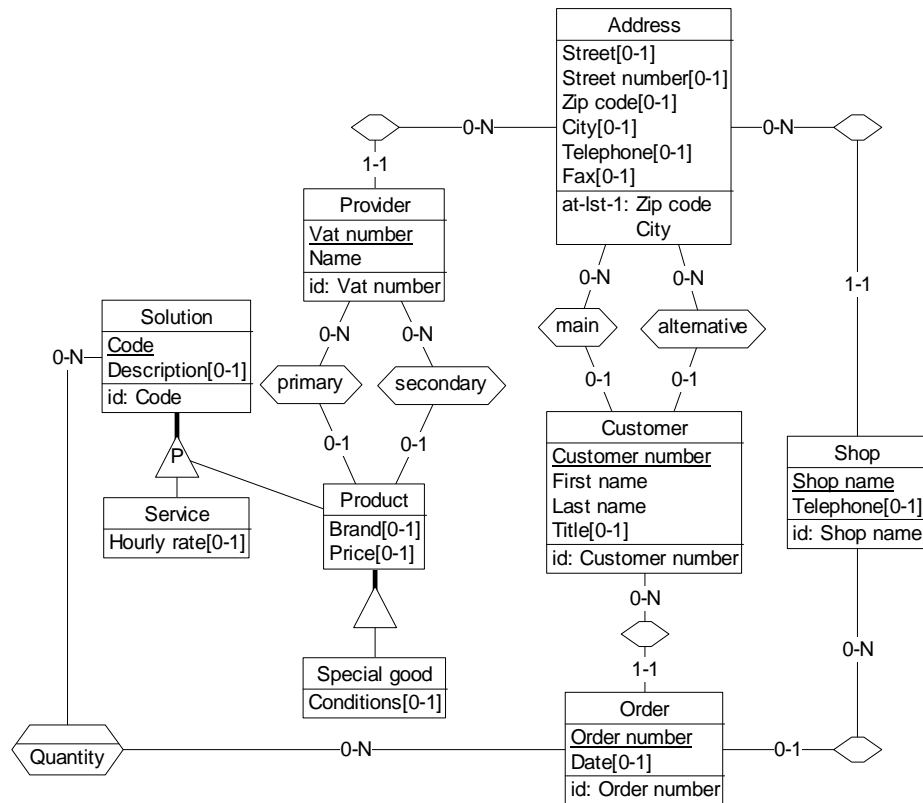 Address
Street[0-1]
Street number[0-1]
Zip code[0-1]
City[0-1]
Telephone[0-1]
Fax[0-1]
at-lst-1: Zip code
City
0-N
0-N
1-1
Provider
Vat number
Name
id: Vat number
0-N
0-N
0-N
0-N
1-1
Solution
Code
Description[0-1]
id: Code
0-N
main
alternative
primary
secondary
0-1
0-1
0-1
0-1
P
Customer
Customer number
First name
Last name
Title[0-1]
id: Customer number
Shop
Shop name
Telephone[0-1]
id: Shop name
Service
Hourly rate[0-1]
Product
Brand[0-1]
Price[0-1]
0-N
1-1
0-N
Special good
Conditions[0-1]
Order
Order number
Date[0-1]
id: Order number
Quantity
0-N
0-1